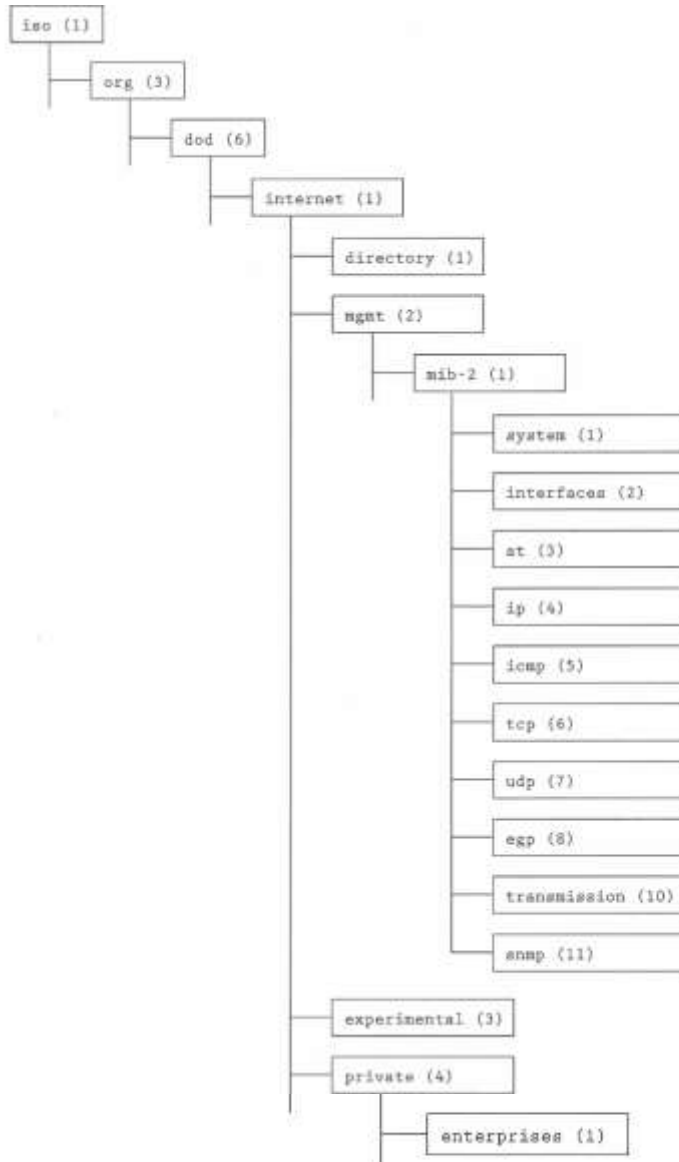 iso (1)
org (3)
dod (6)
internet (1)
directory (1)
mgmt (2)
mib-2 (1)
system (1)
interfaces (2)
at (3)
ip (4)
icmp (5)
tcp (6)
udp (7)
egp (8)
transmission (10)
snmp (11)
experimental (3)
private (4)
enterprises (1)